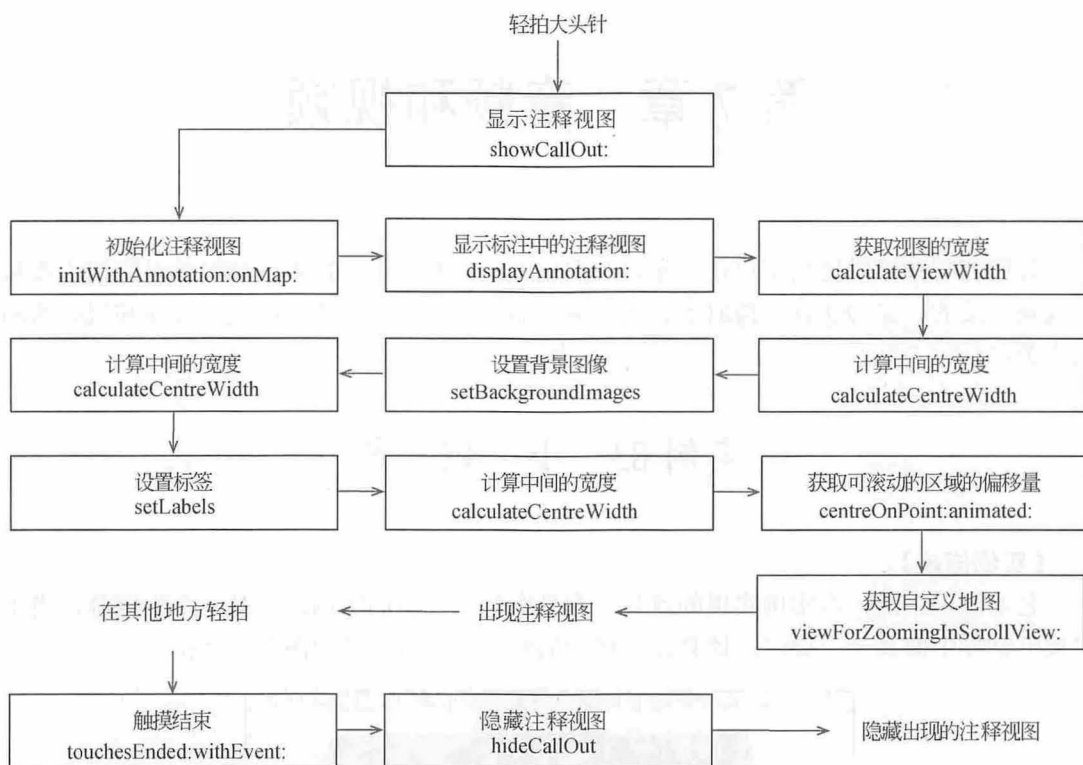 轻拍大头针
显示注释视图
showCallOut:
初始化注释视图
initWithAnnotation:onMap:
显示标注中的注释视图
displayAnnotation:
获取视图的宽度
calculateViewWidth
计算中间的宽度
calculateCentreWidth
设置背景图像
setBackgroundImages
计算中间的宽度
calculateCentreWidth
设置标签
setLabels
计算中间的宽度
calculateCentreWidth
获取可滚动的区域的偏移量
centreOnPoint:animated:
获取自定义地图
viewForZoomingInScrollView:
出现注释视图
在其他地方轻拍
触摸结束
touchesEnded:withEvent:
隐藏注释视图
hideCallOut
隐藏出现的注释视图